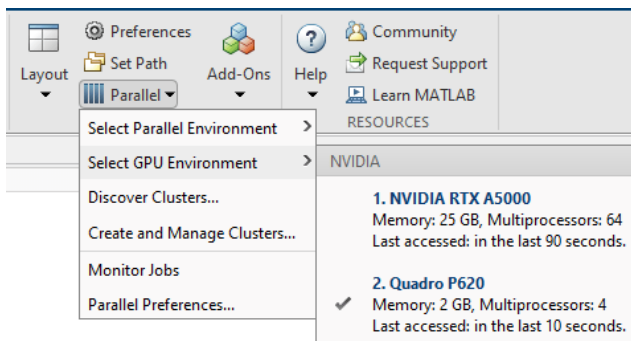 Preferences
Community
Set Path
Request Support
Layout
Add-Ons
Help
Parallel
Learn MATLAB
RESOURCES
Select Parallel Environment
Select GPU Environment
NVIDIA
Discover Clusters...
1. NVIDIA RTX A5000
Create and Manage Clusters...
Memory: 25 GB, Multiprocessors: 64
Last accessed: in the last 90 seconds.
Monitor Jobs
2. Quadro P620
Parallel Preferences...
Memory: 2 GB, Multiprocessors: 4
Last accessed: in the last 10 seconds.